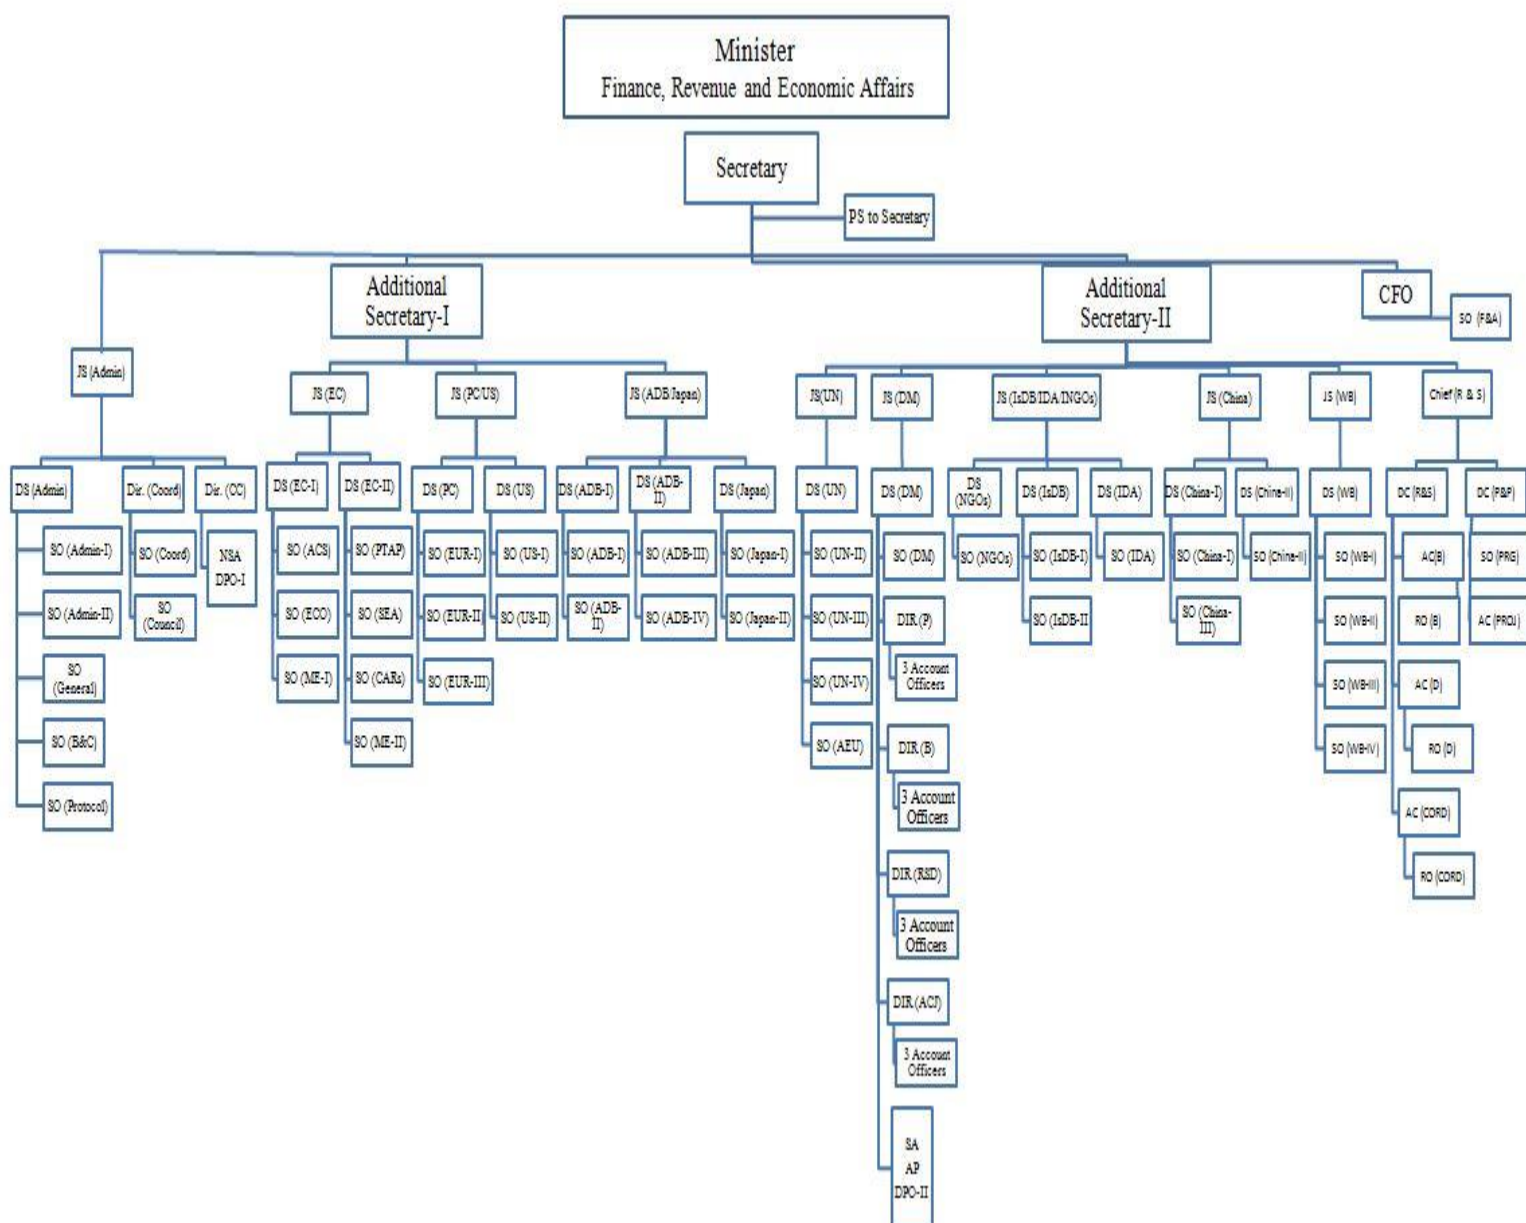 Minister
Finance, Revenue and Economic Affairs
Secretary
PS to Secretary
Additional
Secretary-I
Additional
Secretary-II
CFO
SO (F&A)
JS (Admin)
JS (EC)
JS (PC/US)
JS (ADB/Japan)
JS(UN)
JS (DM)
JS (IsDB/IDA/INGOs)
JS (China)
JS (WB)
Chief (R & S)
DS (Admin)
Dir. (Coord)
Dir. (CC)
DS (EC-I)
DS (EC-II)
DS (PC)
DS (US)
DS (ADB-I)
DS (ADB-
II)
DS (Japan)
DS (UN)
DS (DM)
DS
(NGOs)
DS (IsDB)
DS (IDA)
DS (China-I)
DS (China-II)
DS (WB)
DC (R&S)
DC (P&P)
SO (Admin-I)
SO (Coord)
NSA
DPO-I
SO (ACS)
SO (PTAP)
SO (EUR-I)
SO (US-I)
SO (ADB-I)
SO (ADB-III)
SO (Japan-I)
SO (UN-II)
SO (DM)
SO (NGOs)
SO (IsDB-I)
SO (IDA)
SO (China-I)
SO (China-II)
SO (WB-I)
AC(B)
SO (PRG)
SO (Admin-II)
SO
(Council)
SO (ECO)
SO (SEA)
SO (EUR-II)
SO (US-II)
SO (ADB-
II)
SO (ADB-IV)
SO (Japan-II)
SO (UN-III)
DIR (P)
SO (IsDB-II)
SO (China-
III)
SO (WB-II)
RO (B)
AC (PROJ)
SO
(General)
SO (ME-I)
SO (CARs)
SO (EUR-III)
SO (UN-IV)
3 Account
Officers
SO (WB-III)
AC (D)
SO (B&C)
SO (ME-II)
SO (AEU)
DIR (B)
SO (WB-IV)
RO (D)
SO (Protocol)
3 Account
Officers
AC (CORD)
DIR (RSD)
RO (CORD)
3 Account
Officers
DIR (ACJ)
3 Account
Officers
SA
AP
DPO-II